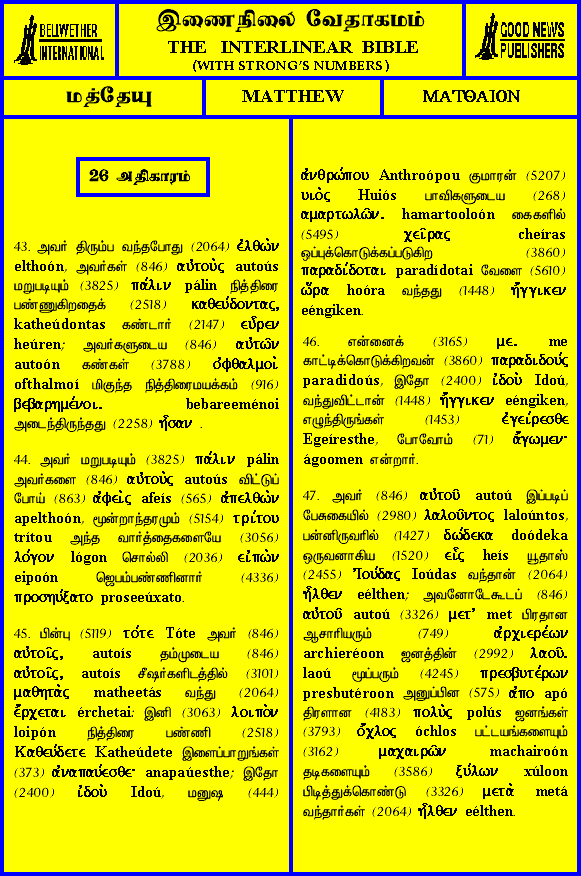 BELLWETHER
INTERNATIONAL
இணைநிலை வேதாகமம்
THE INTERLINEAR BIBLE
(WITH STRONG'S NUMBERS)
GOOD NEWS
PUBLISHERS
மத்தேயு
MATTHEW
ΜΑΤΘΑΙΟΝ
26 அதிகாரம்
43. அவர் திரும்ப வந்தபோது (2064) ἐλθὼν
elthoón, அவர்கள் (846) αὐτοὺς autoús
மறுபடியும் (3825) πάλιν pálin நித்திரை
பண்ணுகிறதைக் (2518) καθεύδοντας,
katheúdontas கண்டார் (2147) εὗρεν
heúren; அவர்களுடைய (846) αὐτῶν
autoón கண்கள் (3788) ὀφθαλμοὶ
ofthalmoí மிகுந்த நித்திரைமயக்கம் (916)
βεβαρημένοι. bebareeménoi
அடைந்திருந்தது (2258) ἦσαν .
44. அவர் மறுபடியும் (3825) πάλιν pálin
அவர்களை (846) αὐτοὺς autoús விட்டுப்
போய் (863) ἀφεὶς afeís (565) ἀπελθὼν
apelthoón, மூன்றாந்தரமும் (5154) τρίτου
trítou அந்த வார்த்தைகளையே (3056)
λόγον lógon சொல்லி (2036) εἰπὼν
eipoón ஜெபம்பண்ணினார் (4336)
προσηύξατο proseeúxato.
45. பின்பு (5119) τότε Tóte அவர் (846)
αὐτοῖς, autoís தம்முடைய (846)
αὐτοῖς, autoís சீஷர்களிடத்தில் (3101)
μαθητὰς matheetás வந்து (2064)
ἔρχεται érchetai: இனி (3063) λοιπὸν
loipón நித்திரை பண்ணி (2518)
Καθεύδετε Katheúdete இளைப்பாறுங்கள்
(373) ἀναπαύεσθε· anapaúesthe; இதோ
(2400) ἰδοὺ Idoú, மனுஷ (444)
ἀνθρώπου Anthroópou குமாரன் (5207)
υιὸς Huiós பாவிகளுடைய (268)
αμαρτωλῶν. hamartooloón கைகளில்
(5495) χεῖρας cheíras
ஒப்புக்கொடுக்கப்படுகிற (3860)
παραδίδοται paradídotai வேளை (5610)
ὥρα hoóra வந்தது (1448) ἤγγικεν
eéngiken.
46. என்னைக் (3165) με. me
காட்டிக்கொடுக்கிறவன் (3860) παραδιδούς
paradidoús, இதோ (2400) ἰδοὺ Idoú,
வந்துவிட்டான் (1448) ἤγγικεν eéngiken,
எழுந்திருங்கள் (1453) ἐγείρεσθε
Egeíresthe, போவோம் (71) ἄγωμεν·
ágoomen என்றார்.
47. அவர் (846) αὐτοῦ autoú இப்படிப்
பேசுகையில் (2980) λαλοῦντος laloúntos,
பன்னிருவரில் (1427) δώδεκα doódeka
ஒருவனாகிய (1520) εἷς heís யூதாஸ்
(2455) Ἰούδας Ioúdas வந்தான் (2064)
ἦλθεν eélthen; அவனோடேகூடப் (846)
αὐτοῦ autoú (3326) μετ’ met பிரதான
ஆசாரியரும் (749) ἀρχιερέων
archieréoon ஜனத்தின் (2992) λαοῦ.
laoú மூப்பரும் (4245) πρεσβυτέρων
presbutéroon அனுப்பின (575) ἀπο apó
திரளான (4183) πολὺς polús ஜனங்கள்
(3793) ὄχλος óchlos பட்டயங்களையும்
(3162) μαχαιρῶν machairoón
தடிகளையும் (3586) ξύλων xúloon
பிடித்துக்கொண்டு (3326) μετὰ metá
வந்தார்கள் (2064) ἦλθεν eélthen.